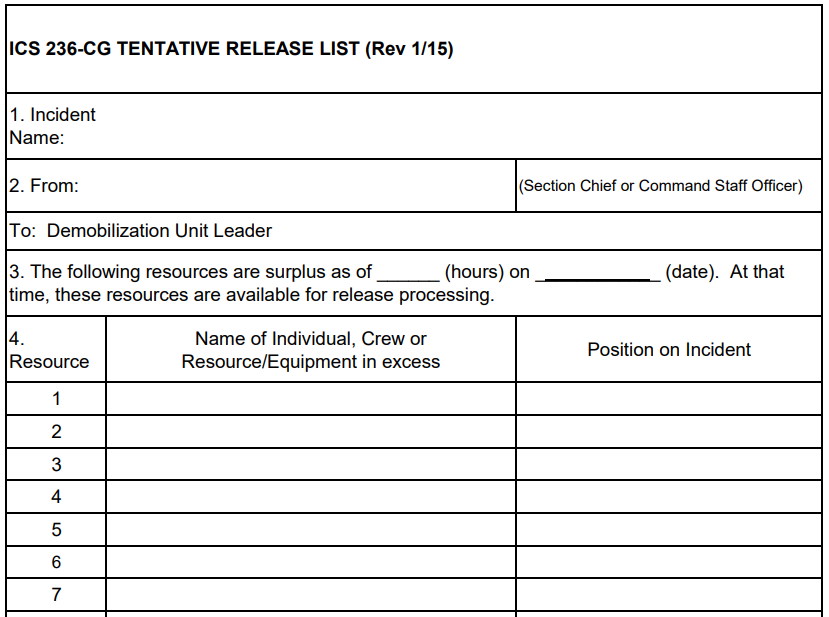 ICS 236-CG TENTATIVE RELEASE LIST (Rev 1/15)
1. Incident
Name:
2. From:
(Section Chief or Command Staff Officer)
To: Demobilization Unit Leader
3. The following resources are surplus as of ______ (hours) on ____________ (date). At that
time, these resources are available for release processing.
4.
Resource
Name of Individual, Crew or
Resource/Equipment in excess
Position on Incident
1
2
3
4
5
6
7